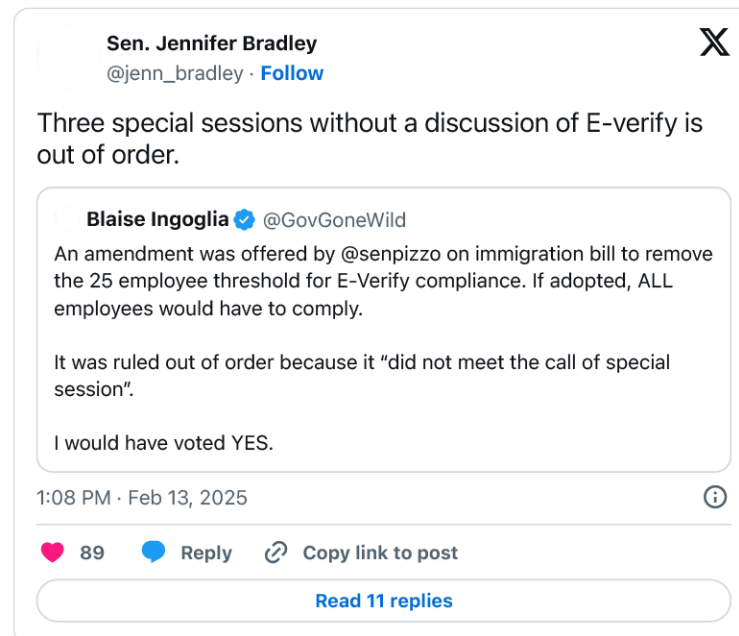 Sen. Jennifer Bradley
@jenn_bradley · Follow
Three special sessions without a discussion of E-verify is
out of order.
Blaise Ingoglia @GovGoneWild
An amendment was offered by @senpizzo on immigration bill to remove
the 25 employee threshold for E-Verify compliance. If adopted, ALL
employees would have to comply.
It was ruled out of order because it “did not meet the call of special
session”.
I would have voted YES.
1:08 PM · Feb 13, 2025
89 Reply Copy link to post
Read 11 replies